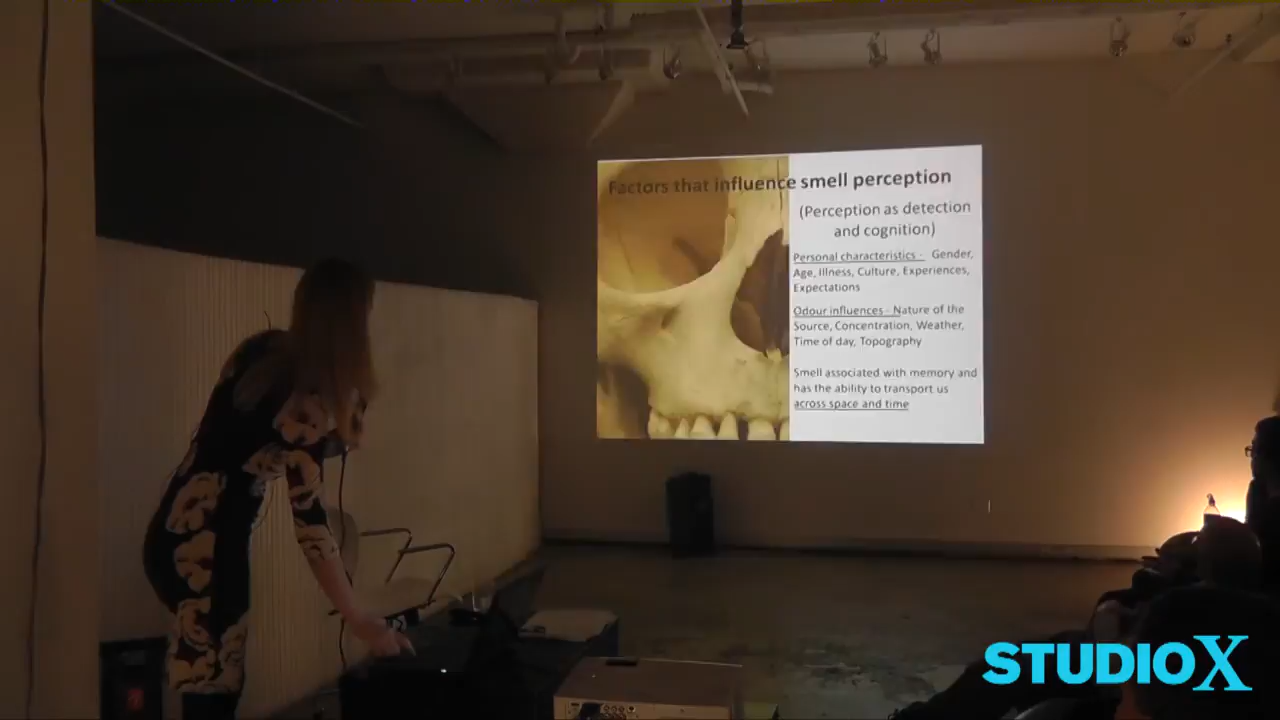 Factors that influence smell perception
(Perception as detection
and cognition)
Personal characteristics - Gender,
Age, Illness, Culture, Experiences,
Expectations
Odour influences - Nature of the
Source, Concentration, Weather,
Time of day, Topography
Smell associated with memory and
has the ability to transport us
across space and time
STUDIOX